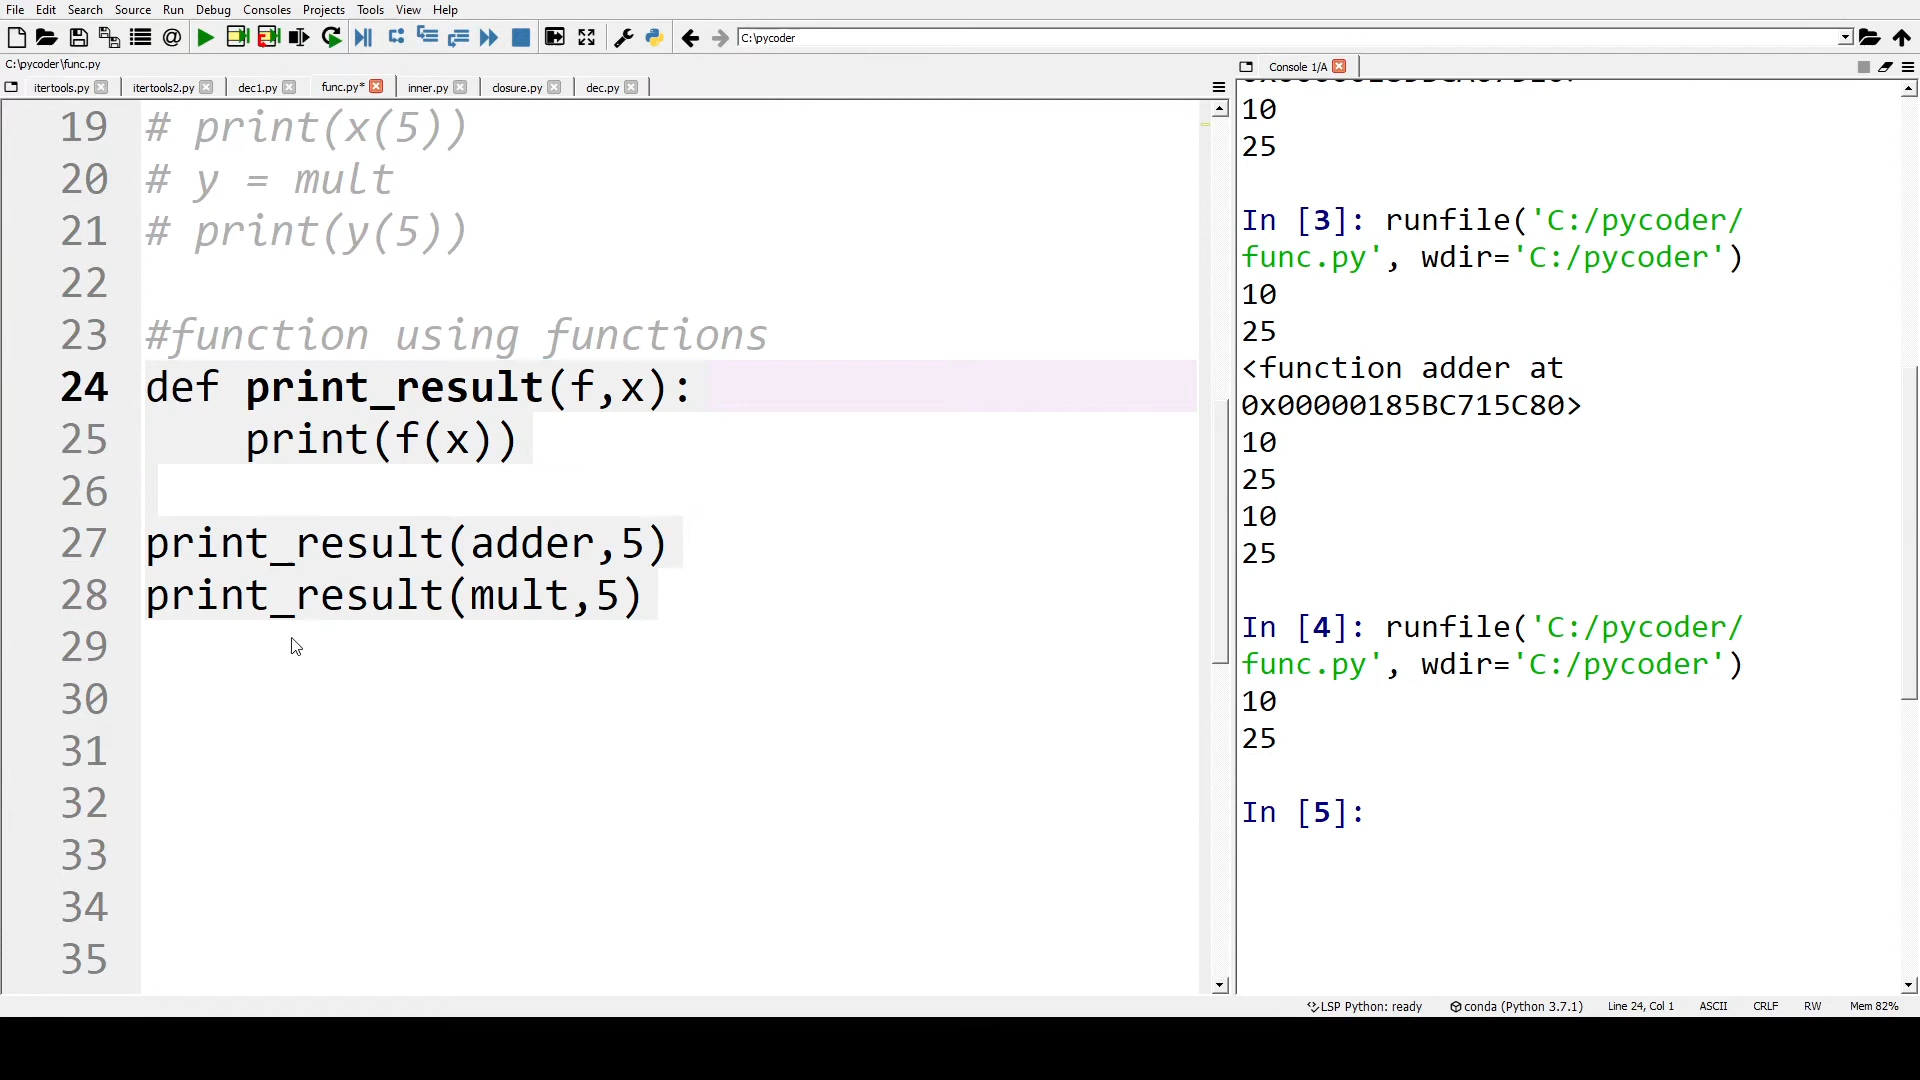 File Edit Search Source Run Debug Consoles Projects Tools View Help
C:\pycoder
C:\pycoder\func.py
Console 1/A
itertools.py itertools2.py dec1.py func.py* inner.py closure.py dec.py
19 # print(x(5))
20 # y = mult
21 # print(y(5))
22
23 #function using functions
24 def print_result(f,x):
25 print(f(x))
26
27 print_result(adder,5)
28 print_result(mult,5)
29
30
31
32
33
34
35
10
25
In [3]: runfile('C:/pycoder/
func.py', wdir='C:/pycoder')
10
25
<function adder at
0x00000185BC715C80>
10
25
10
25
In [4]: runfile('C:/pycoder/
func.py', wdir='C:/pycoder')
10
25
In [5]:
LSP Python: ready conda (Python 3.7.1) Line 24, Col 1 ASCII CRLF RW Mem 82%